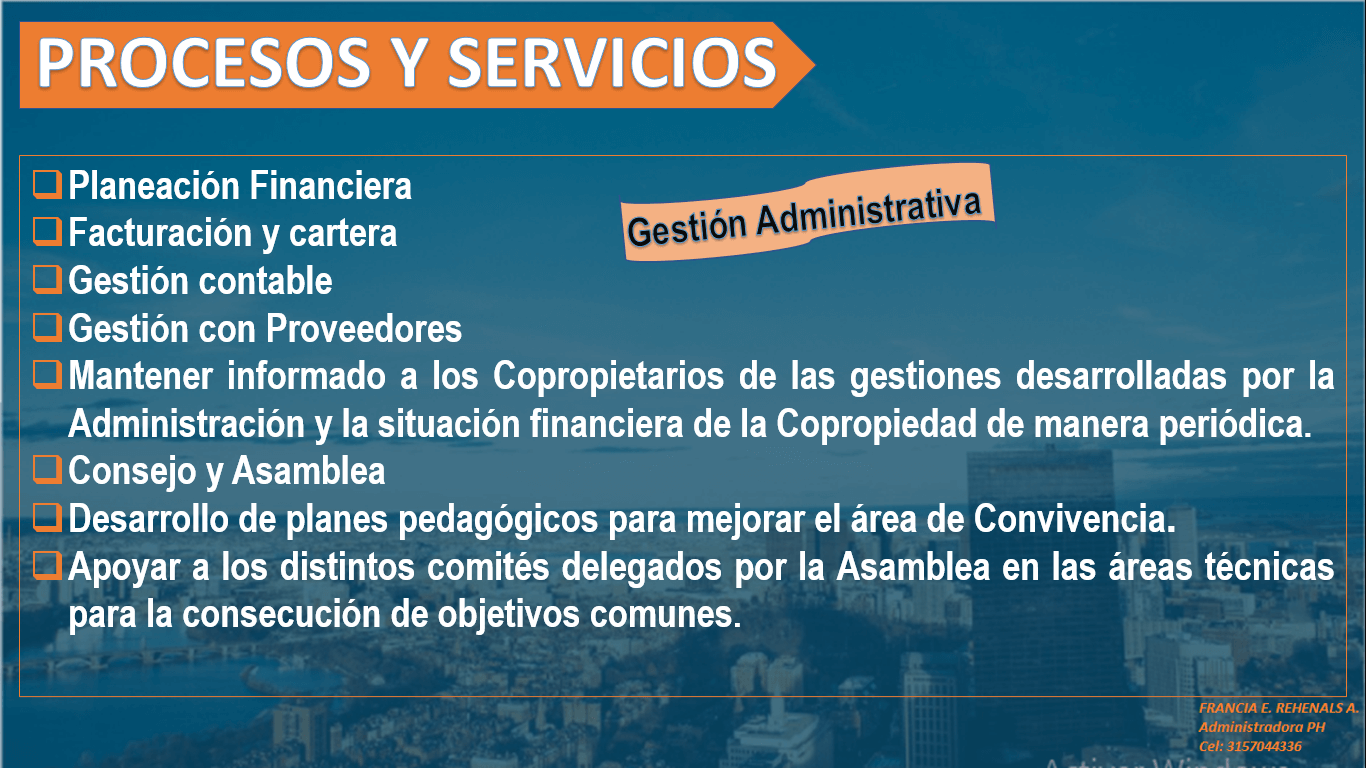 PROCESOS Y SERVICIOS
Planeación Financiera
Gestión Administrativa
Facturación y cartera
Gestión contable
Gestión con Proveedores
Mantener informado a los Copropietarios de las gestiones desarrolladas por la
Administración y la situación financiera de la Copropiedad de manera periódica.
Consejo y Asamblea
Desarrollo de planes pedagógicos para mejorar el área de Convivencia.
Apoyar a los distintos comités delegados por la Asamblea en las áreas técnicas
para la consecución de objetivos comunes.
FRANCIA E. REHENALS A.
Administradora PH
Cel: 3157044336
Activar Windows